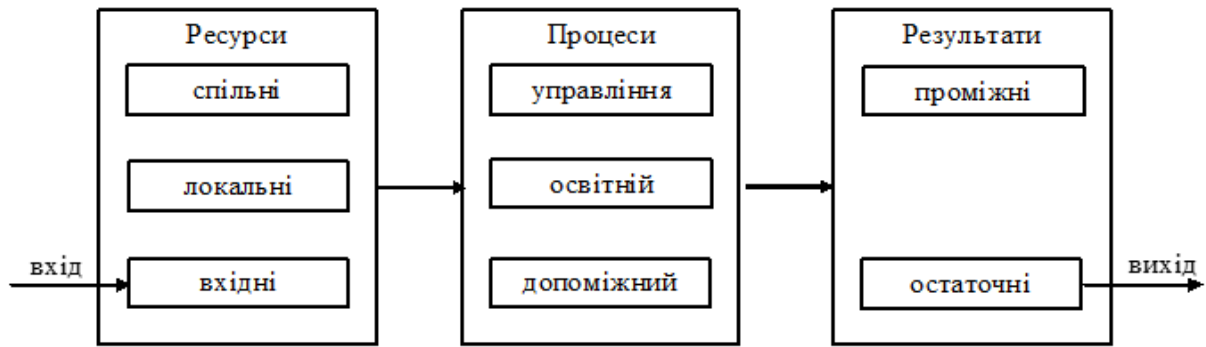 Ресурси
спільні
локальні
вхід
вхідні
Процеси
управління
освітній
допоміжний
Результати
проміжні
остаточні
вихід